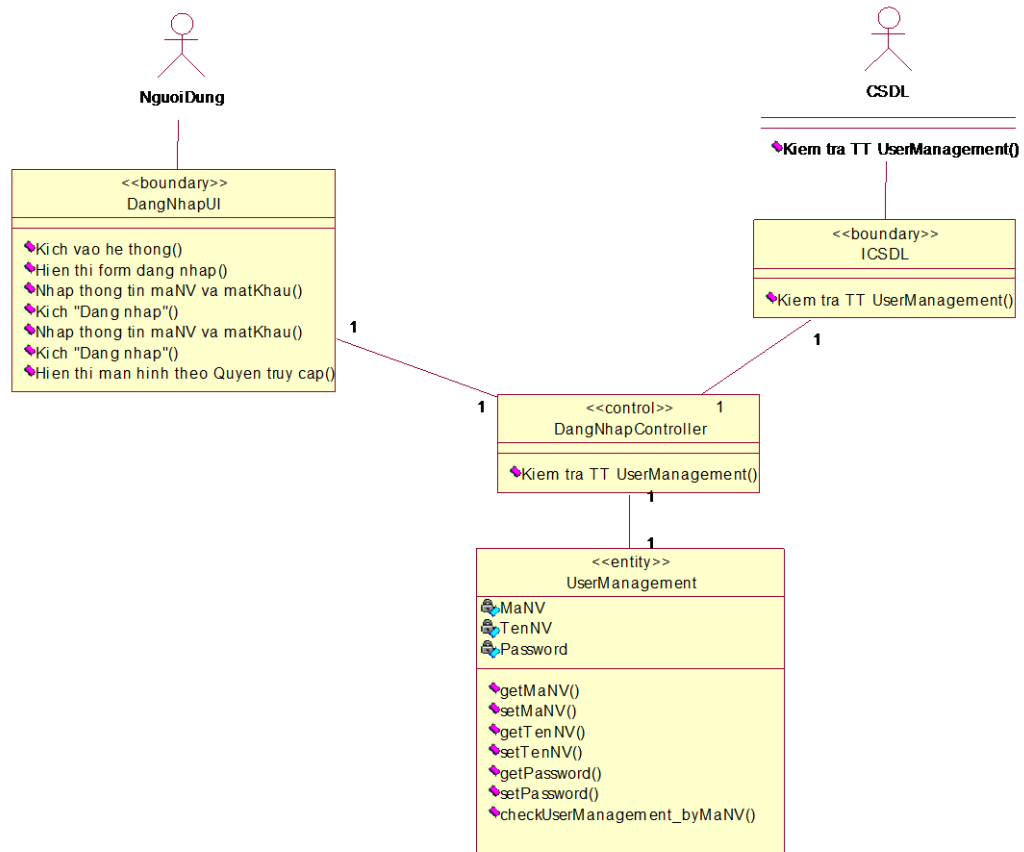 NguoiDung
CSDL
Kiem tra TT UserManagement()
<<boundary>>
DangNhapUI
Kich vao he thong()
Hien thi form dang nhap()
Nhap thong tin maNV va matKhau()
Kich "Dang nhap"()
Nhap thong tin maNV va matKhau()
Kich "Dang nhap"()
Hien thi man hinh theo Quyen truy cap()
<<boundary>>
ICSDL
Kiem tra TT UserManagement()
1
1
1
1
<<control>>
DangNhapController
Kiem tra TT UserManagement()
1
1
<<entity>>
UserManagement
MaNV
TenNV
Password
getMaNV()
setMaNV()
getTenNV()
setTenNV()
getPassword()
setPassword()
checkUserManagement_byMaNV()